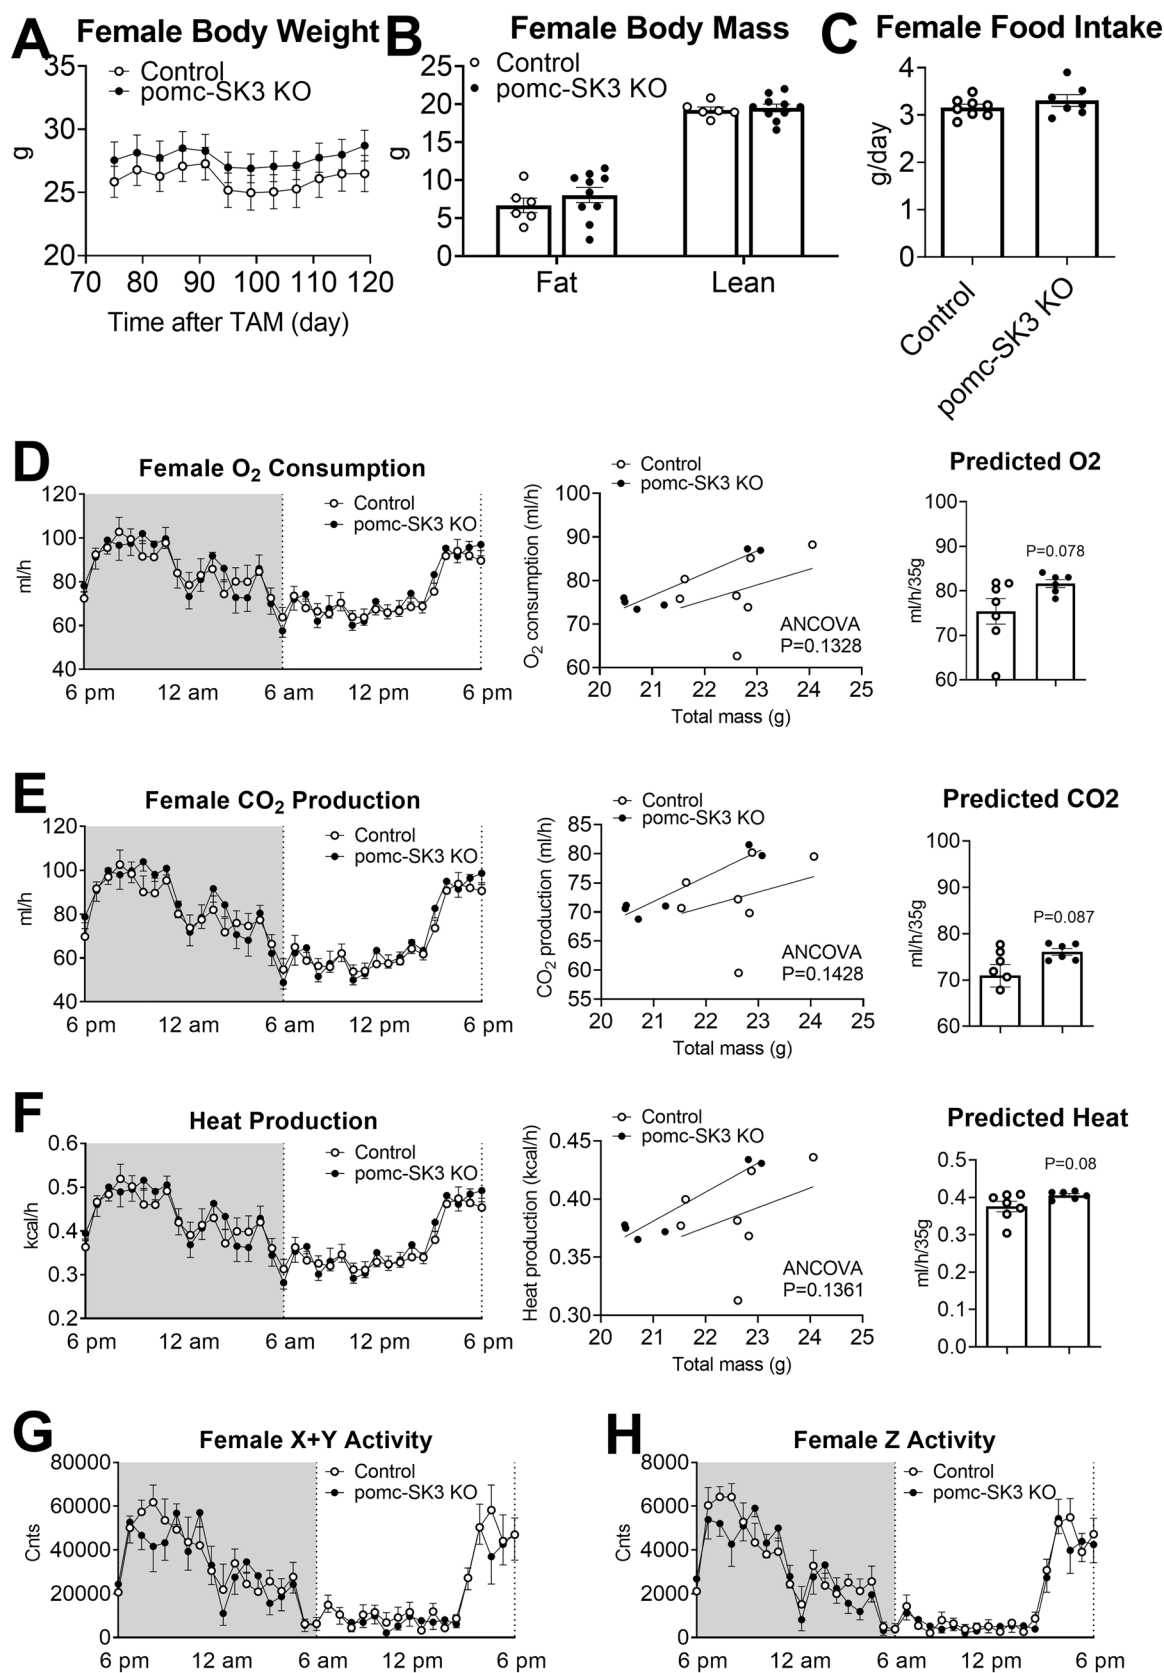 A
Female Body Weight
35
30
25
20
g
Control
pomc-SK3 KO
70 80 90 100 110 120
Time after TAM (day)
B
Female Body Mass
25
20
15
10
5
0
g
Control
pomc-SK3 KO
Fat Lean
C
Female Food Intake
4
3
2
1
0
g/day
Control
pomc-SK3 KO
D
Female O2 Consumption
120
100
80
60
40
ml/h
Control
pomc-SK3 KO
6 pm 12 am 6 am 12 pm 6 pm
Control
pomc-SK3 KO
100
90
80
70
60
O2 consumption (ml/h)
ANCOVA
P=0.1328
20 21 22 23 24 25
Total mass (g)
Predicted O2
100
90
80
70
60
ml/h/35g
P=0.078
E
Female CO2 Production
120
100
80
60
40
ml/h
Control
pomc-SK3 KO
6 pm 12 am 6 am 12 pm 6 pm
Control
pomc-SK3 KO
85
80
75
70
65
60
55
CO2 production (ml/h)
ANCOVA
P=0.1428
20 21 22 23 24 25
Total mass (g)
Predicted CO2
100
90
80
70
60
ml/h/35g
P=0.087
F
Heat Production
0.6
0.5
0.4
0.3
0.2
kcal/h
Control
pomc-SK3 KO
6 pm 12 am 6 am 12 pm 6 pm
Control
pomc-SK3 KO
0.45
0.40
0.35
0.30
Heat production (kcal/h)
ANCOVA
P=0.1361
20 21 22 23 24 25
Total mass (g)
Predicted Heat
0.5
0.4
0.3
0.2
0.1
0.0
ml/h/35g
P=0.08
G
Female X+Y Activity
80000
60000
40000
20000
0
Cnts
Control
pomc-SK3 KO
6 pm 12 am 6 am 12 pm 6 pm
H
Female Z Activity
8000
6000
4000
2000
0
Cnts
Control
pomc-SK3 KO
6 pm 12 am 6 am 12 pm 6 pm